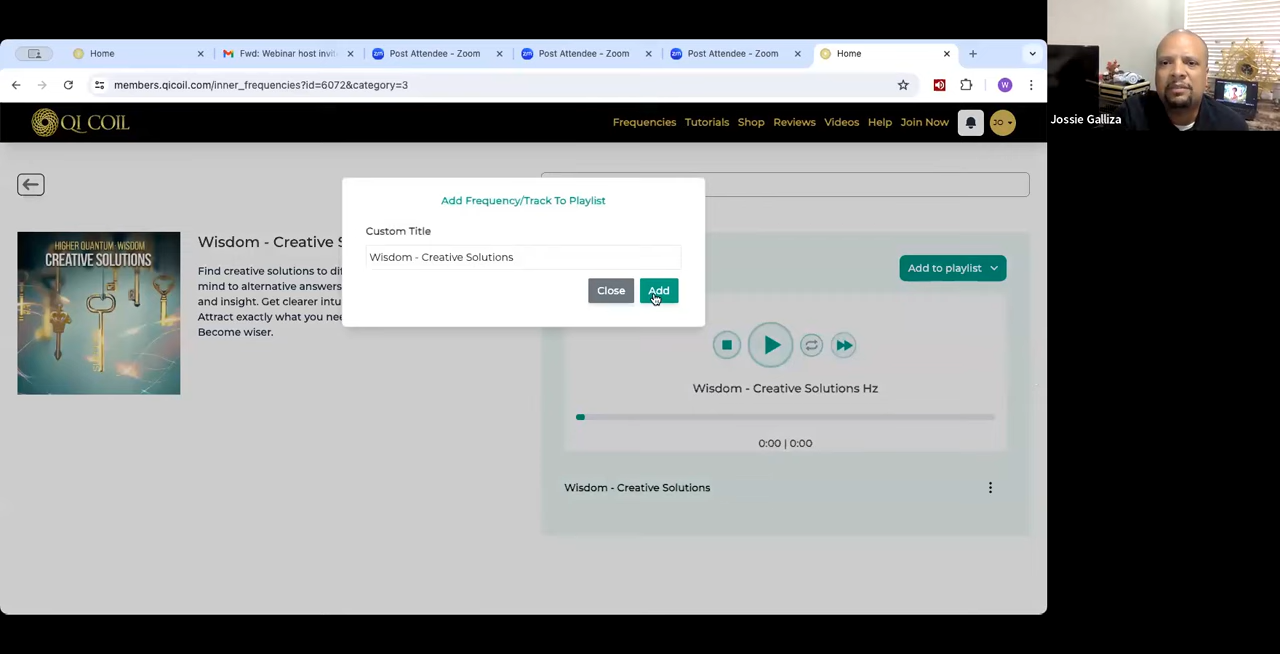 Home
Fwd: Webinar host invit
Post Attendee - Zoom
Post Attendee - Zoom
Post Attendee - Zoom
Home
members.qicoil.com/inner_frequencies?id=6072&category=3
W
QI COIL
Frequencies Tutorials Shop Reviews Videos Help Join Now JO
Jossie Galliza
Add Frequency/Track To Playlist
Custom Title
Wisdom - Creative Solutions
Close Add
HIGHER QUANTUM WISDOM
CREATIVE SOLUTIONS
Wisdom - Creative S
Find creative solutions to dif
mind to alternative answers
and insight. Get clearer intu
Attract exactly what you nee
Become wiser.
Add to playlist
Wisdom - Creative Solutions Hz
0:00 | 0:00
Wisdom - Creative Solutions